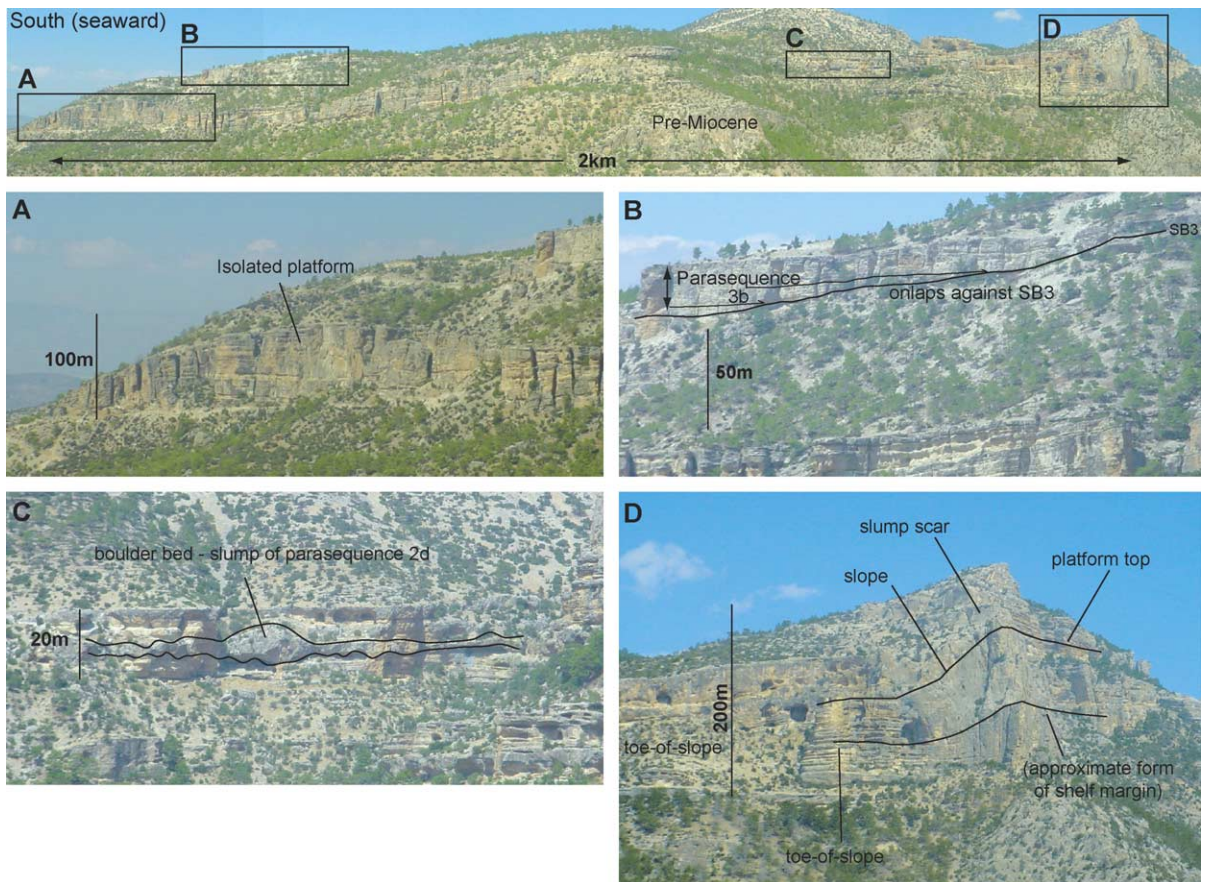 South (seaward)
A
B
C
D
Pre-Miocene
2km
A
Isolated platform
100m
B
SB3
Parasequence
3b
onlaps against SB3
50m
C
boulder bed - slump of parasequence 2d
20m
D
slump scar
slope
platform top
200m
toe-of-slope
(approximate form
of shelf margin)
toe-of-slope